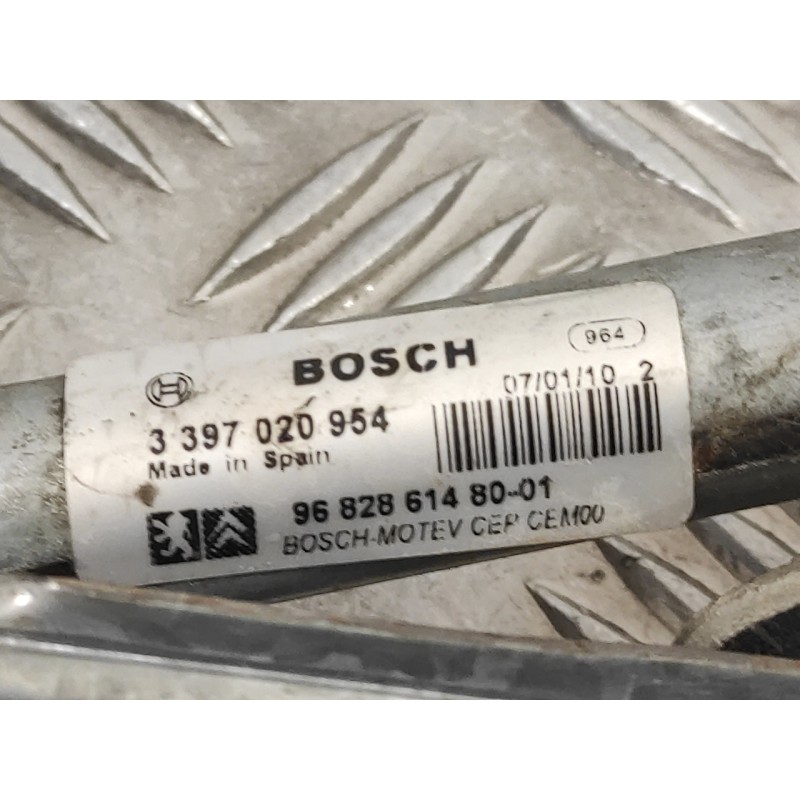 964
BOSCH
07/01/10 2
3 397 020 954
Made in Spain
96 828 614 80-01
BOSCH-MOTEV CEP CEM00